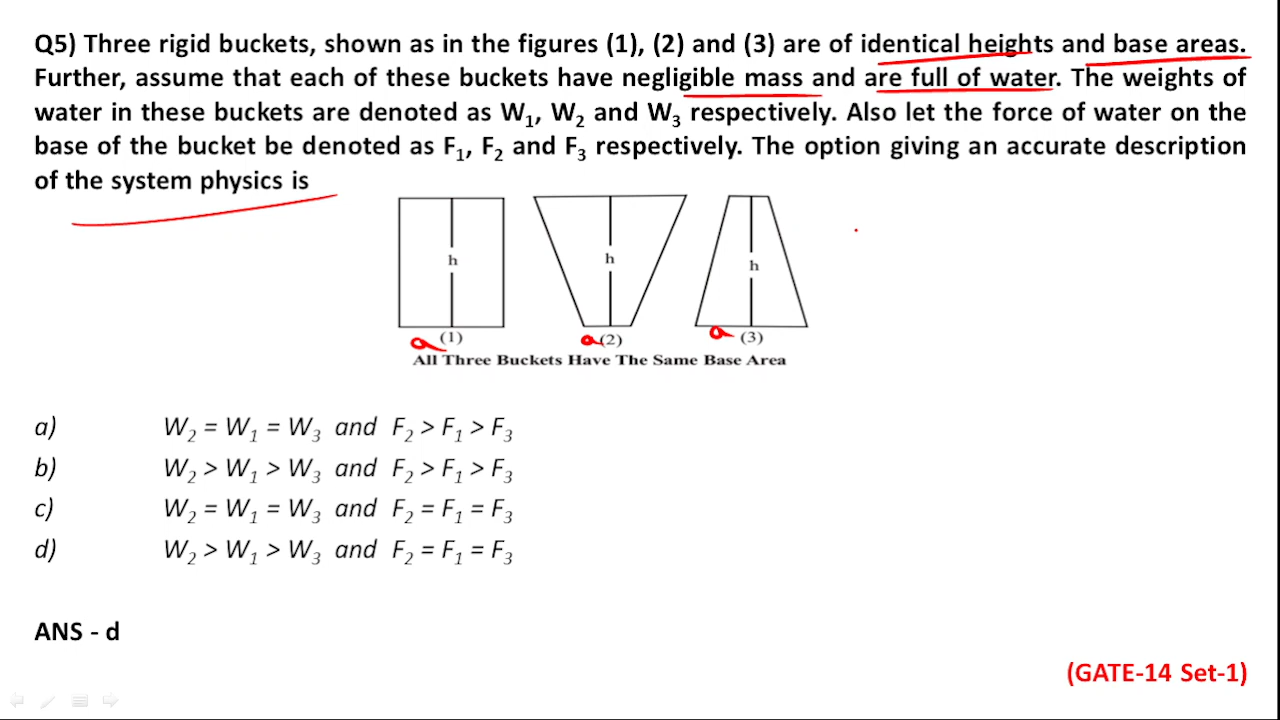 Q5) Three rigid buckets, shown as in the figures (1), (2) and (3) are of identical heights and base areas.
Further, assume that each of these buckets have negligible mass and are full of water. The weights of
water in these buckets are denoted as W₁, W₂ and W₃ respectively. Also let the force of water on the
base of the bucket be denoted as F₁, F₂ and F₃ respectively. The option giving an accurate description
of the system physics is
h h h
a (1) a (2) a (3)
All Three Buckets Have The Same Base Area
a) W₂ = W₁ = W₃ and F₂ > F₁ > F₃
b) W₂ > W₁ > W₃ and F₂ > F₁ > F₃
c) W₂ = W₁ = W₃ and F₂ = F₁ = F₃
d) W₂ > W₁ > W₃ and F₂ = F₁ = F₃
ANS - d
(GATE-14 Set-1)